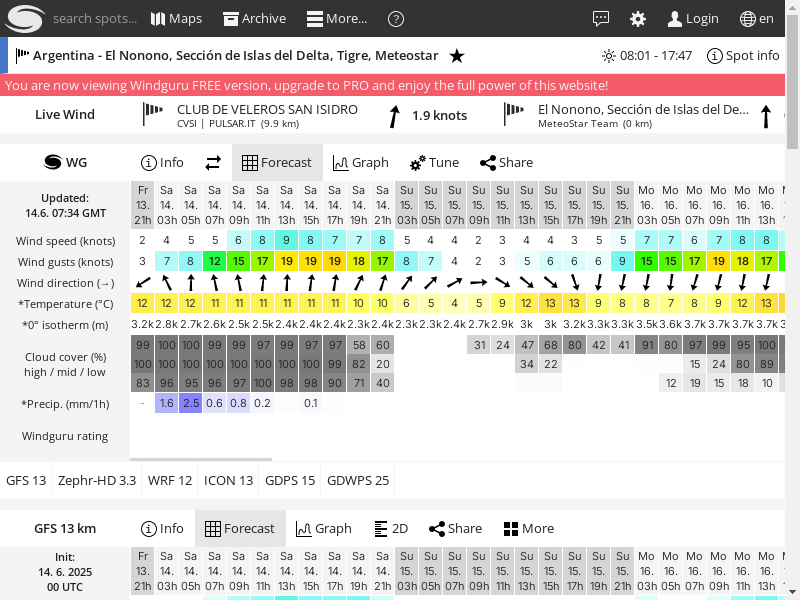 search spots... Maps Archive More... ? Login en
Argentina - El Nonono, Sección de Islas del Delta, Tigre, Meteostar 08:01 - 17:47 Spot info
You are now viewing Windguru FREE version, upgrade to PRO and enjoy the full power of this website!
Live Wind CLUB DE VELEROS SAN ISIDRO 1.9 knots El Nonono, Sección de Islas del De...
CVSI | PULSAR.IT (9.9 km) MeteoStar Team (0 km)
WG Info Forecast Graph Tune Share
Updated:
14.6. 07:34 GMT
Fr Sa Sa Sa Sa Sa Sa Sa Sa Sa Sa Su Su Su Su Su Su Su Su Su Su Mo Mo Mo Mo Mo Mo
13. 14. 14. 14. 14. 14. 14. 14. 14. 14. 14. 15. 15. 15. 15. 15. 15. 15. 15. 15. 15. 16. 16. 16. 16. 16. 16.
21h 03h 05h 07h 09h 11h 13h 15h 17h 19h 21h 03h 05h 07h 09h 11h 13h 15h 17h 19h 21h 03h 05h 07h 09h 11h 13h
Wind speed (knots) 2 4 5 5 6 8 9 8 7 7 8 5 4 4 2 3 4 4 3 5 5 7 7 6 7 8 8
Wind gusts (knots) 3 7 8 12 15 17 19 19 19 18 17 8 7 4 2 3 5 6 6 6 9 15 15 17 19 18 17
Wind direction (→)
*Temperature (°C) 12 12 12 11 11 11 11 11 11 10 10 6 5 4 5 9 12 13 13 9 8 8 7 8 9 12 13
*0° isotherm (m) 3.2k 2.8k 2.7k 2.6k 2.5k 2.5k 2.4k 2.4k 2.4k 2.3k 2.4k 2.3k 2.3k 2.4k 2.7k 2.9k 3k 3k 3.2k 3.3k 3.3k 3.5k 3.6k 3.7k 3.7k 3.7k 3.7k
Cloud cover (%)
high / mid / low
99 100 100 99 99 97 97 97 97 58 60 31 24 47 68 80 42 41 91 80 97 99 95 100
100 100 100 100 100 100 100 100 99 82 20 34 22 15 24 80 89
83 96 95 96 97 100 98 98 90 71 40 12 19 15 18 10
*Precip. (mm/1h) - 1.6 2.5 0.6 0.8 0.2 0.1
Windguru rating
GFS 13 Zephr-HD 3.3 WRF 12 ICON 13 GDPS 15 GDWPS 25
GFS 13 km Info Forecast Graph 2D Share More
Init:
14. 6. 2025
00 UTC
Fr Sa Sa Sa Sa Sa Sa Sa Sa Sa Sa Su Su Su Su Su Su Su Su Su Su Mo Mo Mo Mo Mo Mo
13. 14. 14. 14. 14. 14. 14. 14. 14. 14. 14. 15. 15. 15. 15. 15. 15. 15. 15. 15. 15. 16. 16. 16. 16. 16. 16.
21h 03h 05h 07h 09h 11h 13h 15h 17h 19h 21h 03h 05h 07h 09h 11h 13h 15h 17h 19h 21h 03h 05h 07h 09h 11h 13h